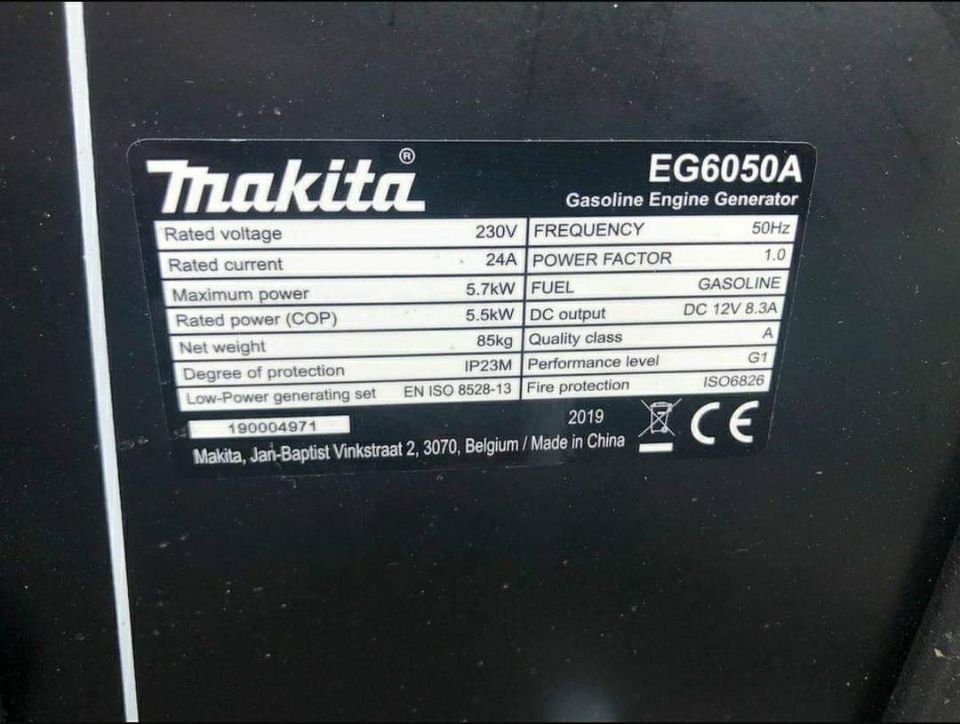 Makita®
EG6050A
Gasoline Engine Generator
Rated voltage 230V FREQUENCY 50Hz
Rated current 24A POWER FACTOR 1.0
Maximum power 5.7kW FUEL GASOLINE
Rated power (COP) 5.5kW DC output DC 12V 8.3A
Net weight 85kg Quality class A
Degree of protection IP23M Performance level G1
Low-Power generating set EN ISO 8528-13 Fire protection ISO6826
190004971 2019 CE
Makita, Jan-Baptist Vinkstraat 2, 3070, Belgium / Made in China